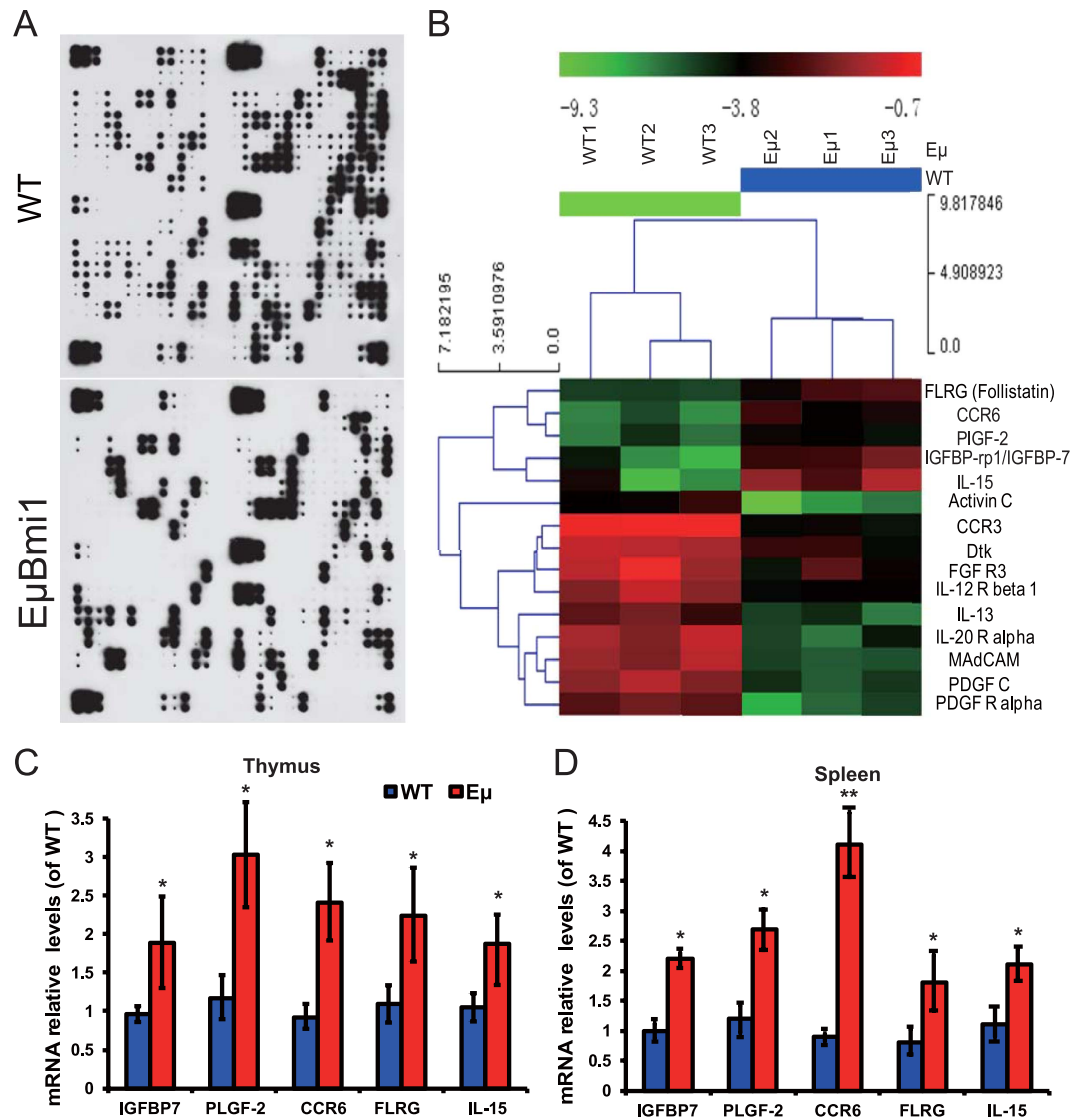 A
WT
EμBmi1
B
-9.3 -3.8 -0.7
WT1 WT2 WT3 Eμ2 Eμ1 Eμ3
Eμ
WT
9.817846
4.908923
0.0
7.182195 3.5910976 0.0
FLRG (Follistatin)
CCR6
PIGF-2
IGFBP-rp1/IGFBP-7
IL-15
Activin C
CCR3
Dtk
FGF R3
IL-12 R beta 1
IL-13
IL-20 R alpha
MAdCAM
PDGF C
PDGF R alpha
C
Thymus
WT Eμ
mRNA relative levels (of WT )
3.5
3
2.5
2
1.5
1
0.5
0
* * * * *
IGFBP7 PLGF-2 CCR6 FLRG IL-15
D
Spleen
mRNA relative levels (of WT )
4.5
4
3.5
3
2.5
2
1.5
1
0.5
0
* * ** * *
IGFBP7 PLGF-2 CCR6 FLRG IL-15